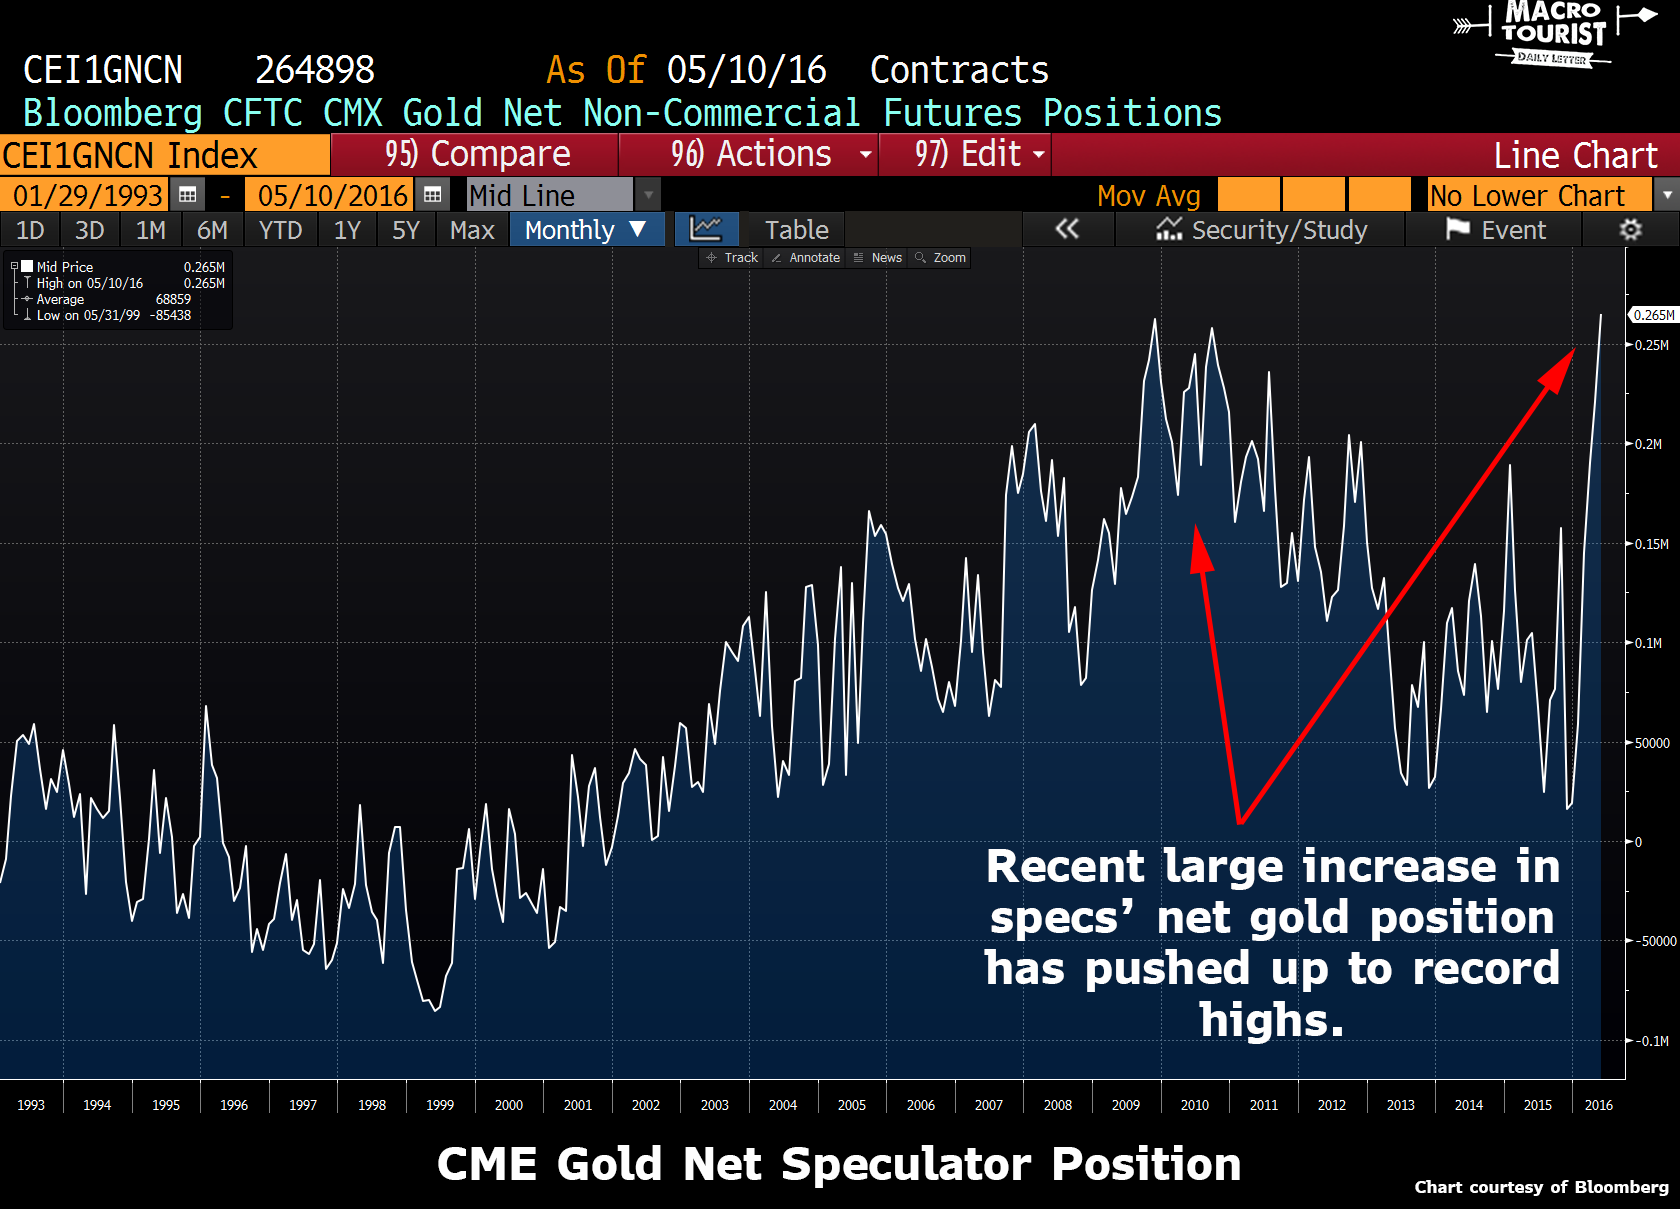 MACRO
TOURIST
DAILY LETTER
CEI1GNCN 264898 As Of 05/10/16 Contracts
Bloomberg CFTC CMX Gold Net Non-Commercial Futures Positions
CEI1GNCN Index 95) Compare 96) Actions 97) Edit Line Chart
01/29/1993 - 05/10/2016 Mid Line Mov Avg No Lower Chart
1D 3D 1M 6M YTD 1Y 5Y Max Monthly ▼ Table « Security/Study Event
Track Annotate News Zoom
Mid Price 0.265M
High on 05/10/16 0.265M
Average 68859
Low on 05/31/99 -85438
0.265M
0.25M
0.2M
0.15M
0.1M
50000
0
-50000
-0.1M
Recent large increase in
specs’ net gold position
has pushed up to record
highs.
1993 1994 1995 1996 1997 1998 1999 2000 2001 2002 2003 2004 2005 2006 2007 2008 2009 2010 2011 2012 2013 2014 2015 2016
CME Gold Net Speculator Position
Chart courtesy of Bloomberg